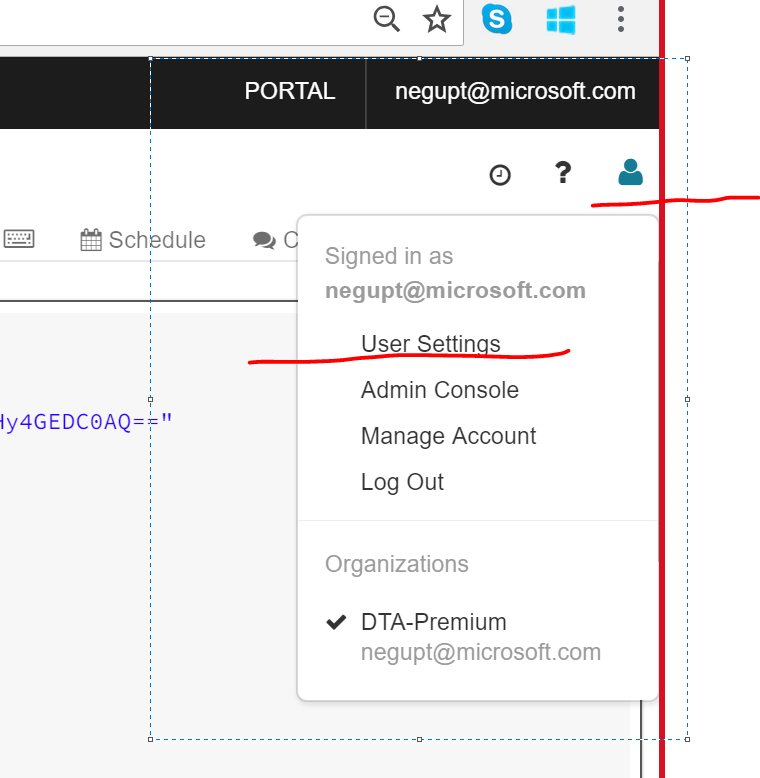 PORTAL
negupt@microsoft.com
?
Schedule
C
Signed in as
negupt@microsoft.com
User Settings
Admin Console
Hy4GEDC0AQ=="
Manage Account
Log Out
Organizations
DTA-Premium
negupt@microsoft.com